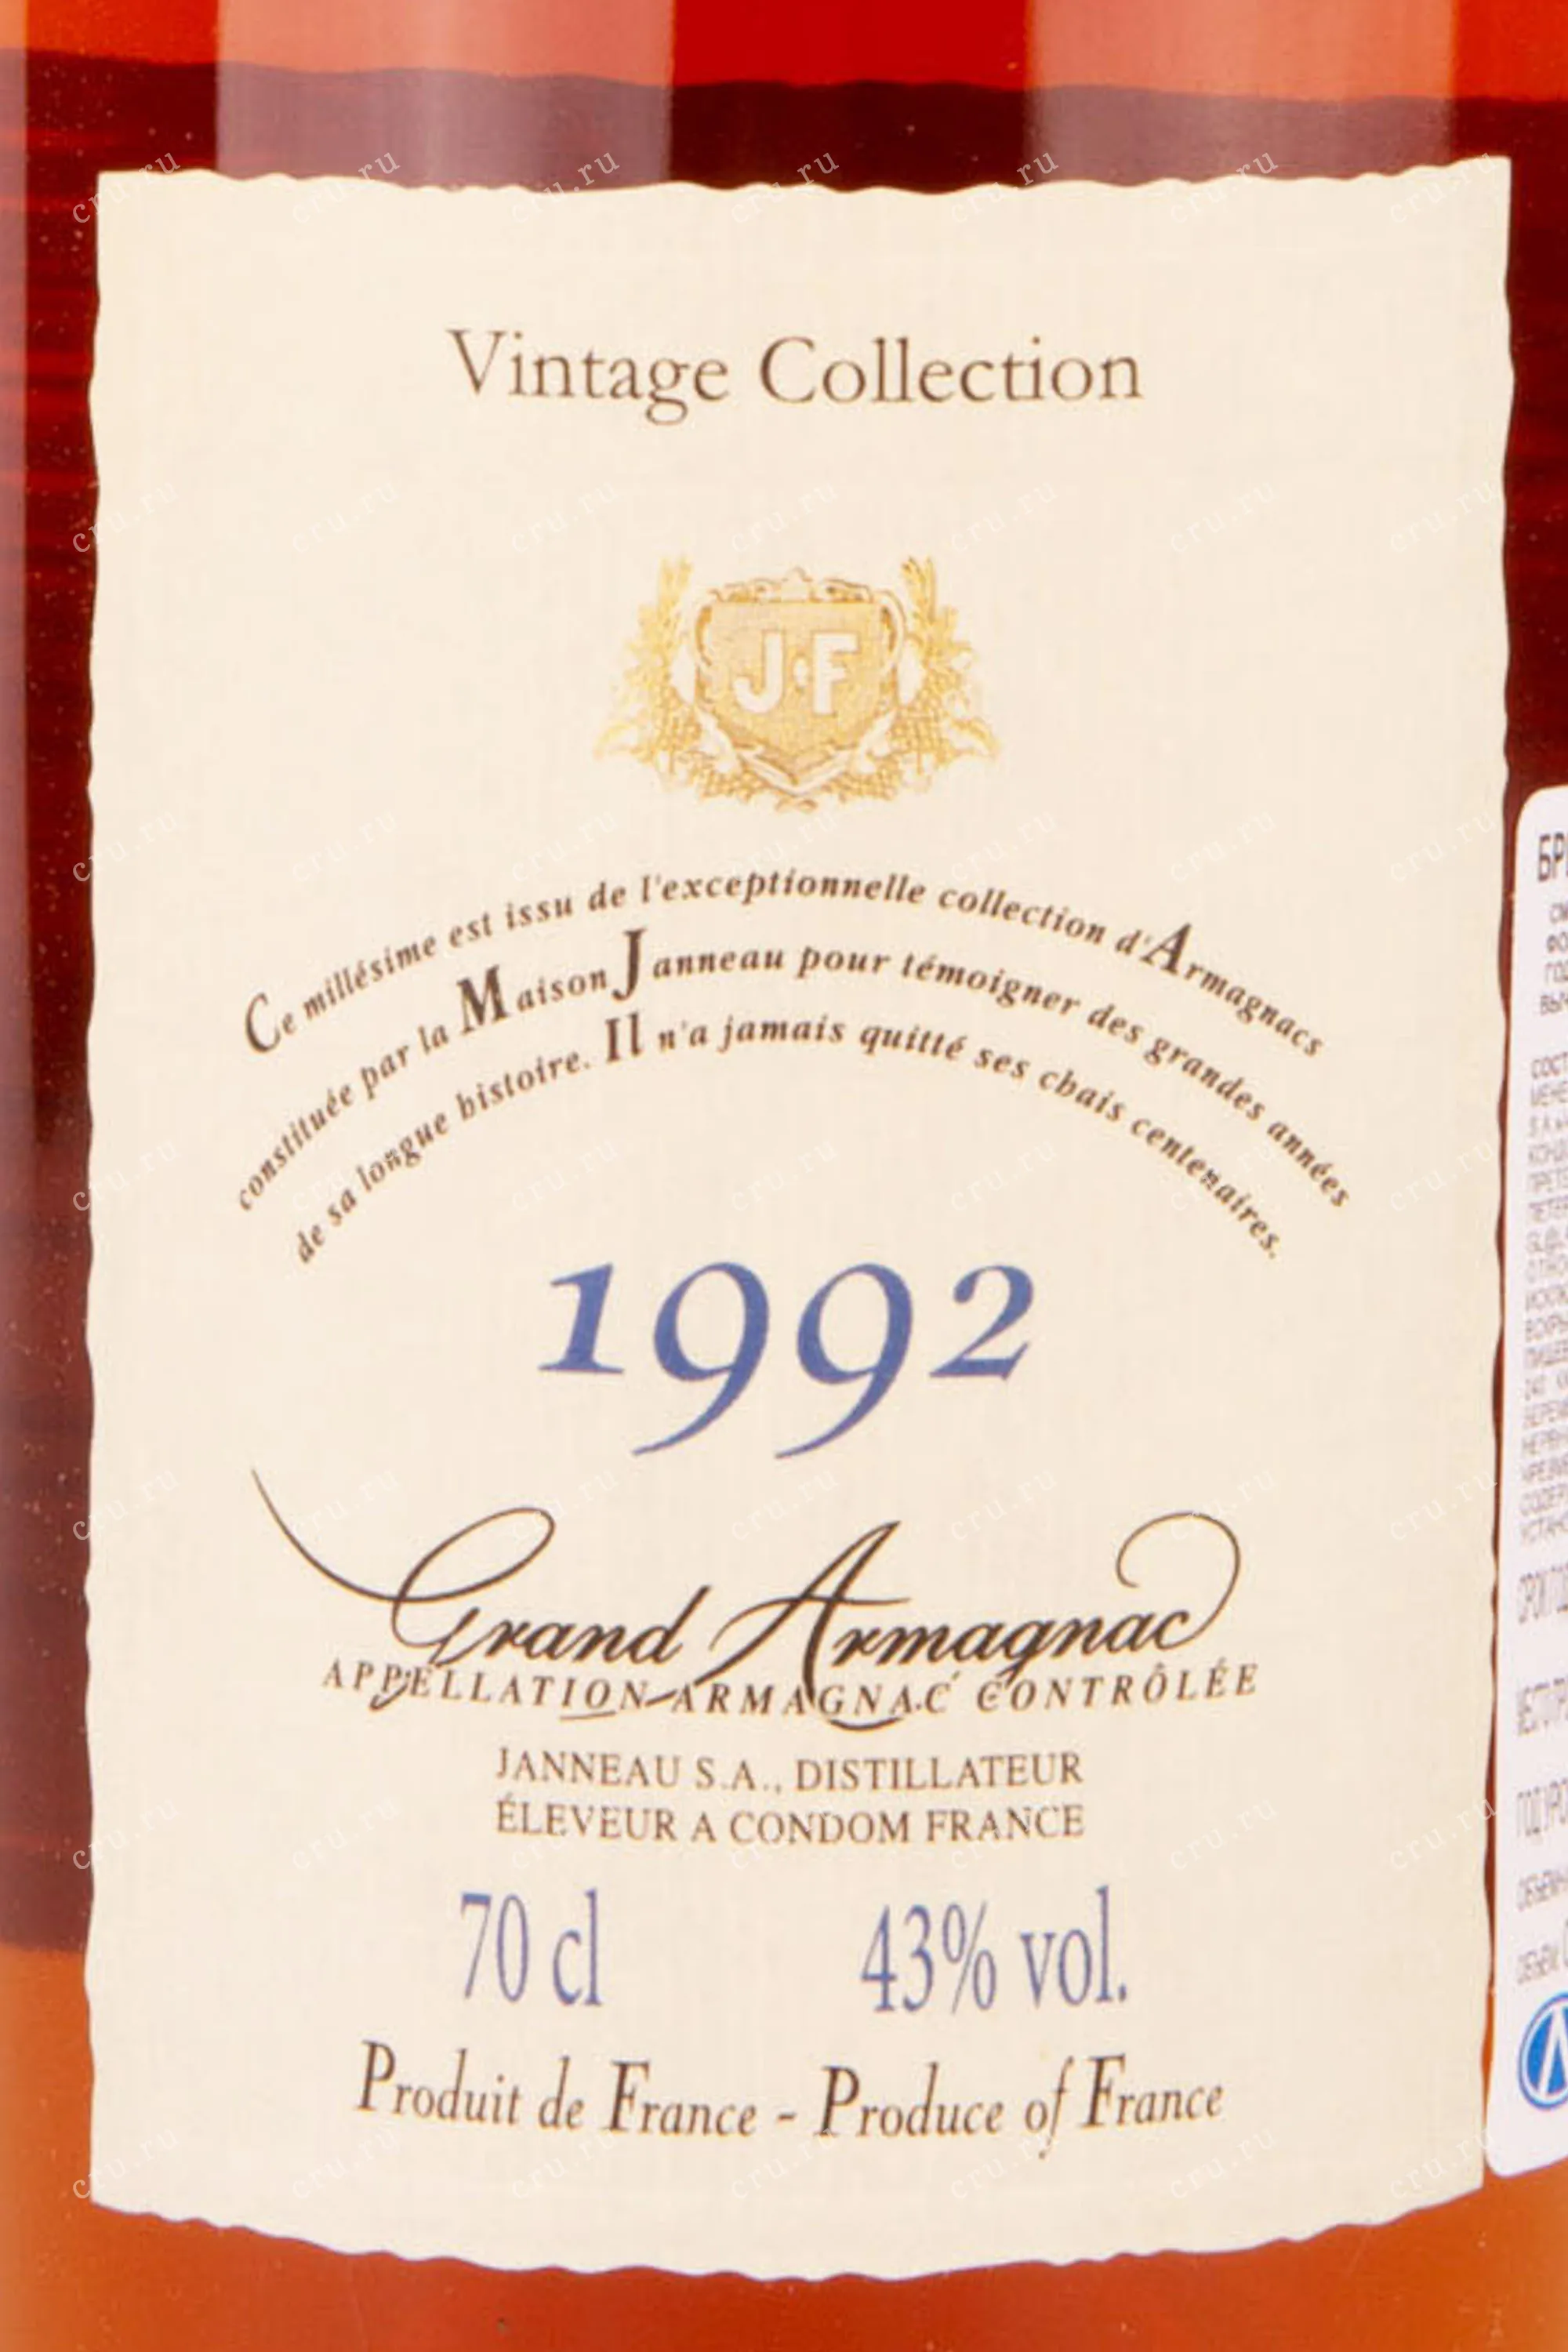 Vintage Collection
J·F
Ce millésime est issu de l'exceptionnelle collection d'Armagnacs
constituée par la Maison Janneau pour témoigner des grandes années
de sa longue histoire. Il n'a jamais quitté ses chais centenaires.
1992
Grand Armagnac
APPELLATION ARMAGNAC CONTRÔLÉE
JANNEAU S.A., DISTILLATEUR
ÉLEVEUR A CONDOM FRANCE
70 cl 43% vol.
Produit de France - Produce of France
cru.ru